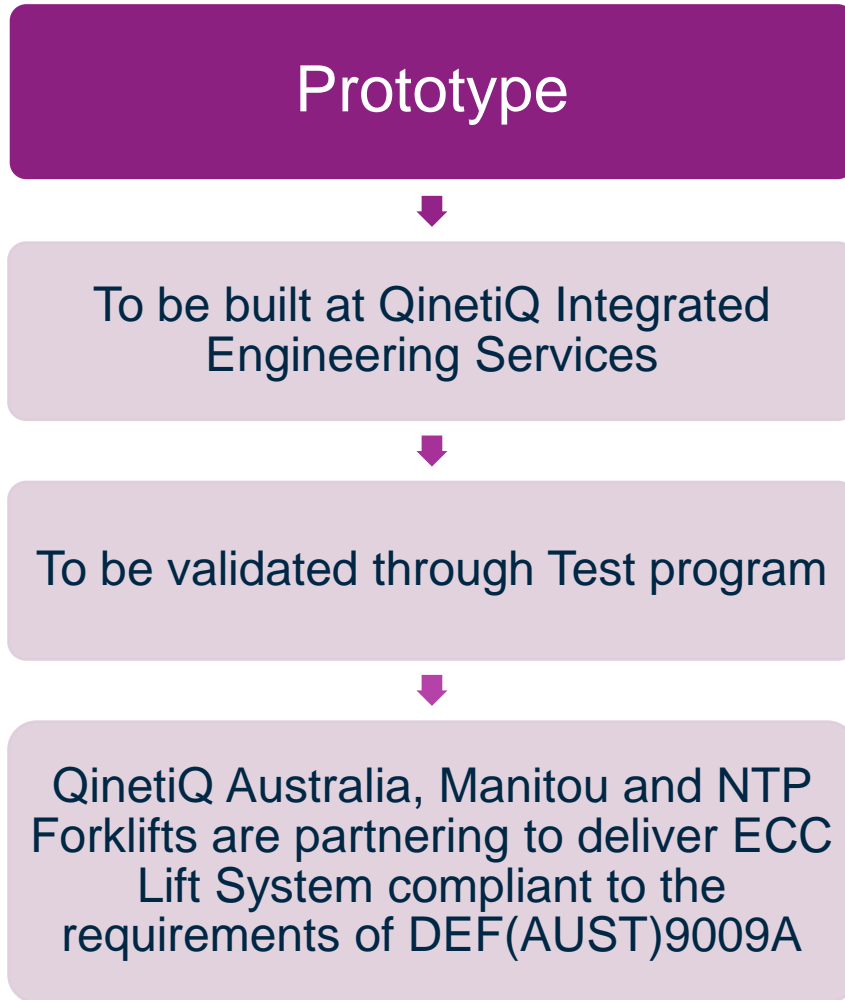 Prototype
To be built at QinetiQ Integrated
Engineering Services
To be validated through Test program
QinetiQ Australia, Manitou and NTP
Forklifts are partnering to deliver ECC
Lift System compliant to the
requirements of DEF(AUST)9009A